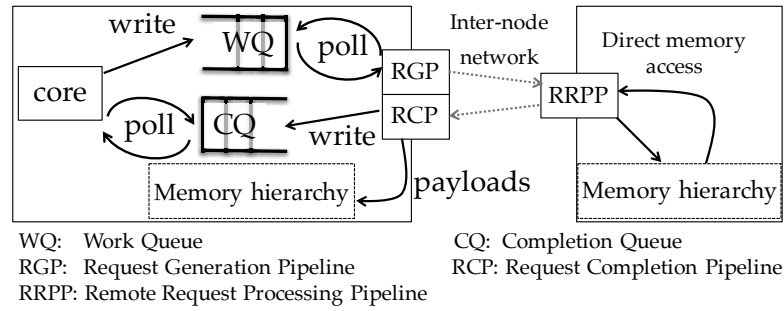 write
WQ
poll
Inter-node
network
Direct memory
access
core
RGP
RRPP
poll
CQ
write
RCP
Memory hierarchy
payloads
Memory hierarchy
WQ: Work Queue
CQ: Completion Queue
RGP: Request Generation Pipeline
RCP: Request Completion Pipeline
RRPP: Remote Request Processing Pipeline